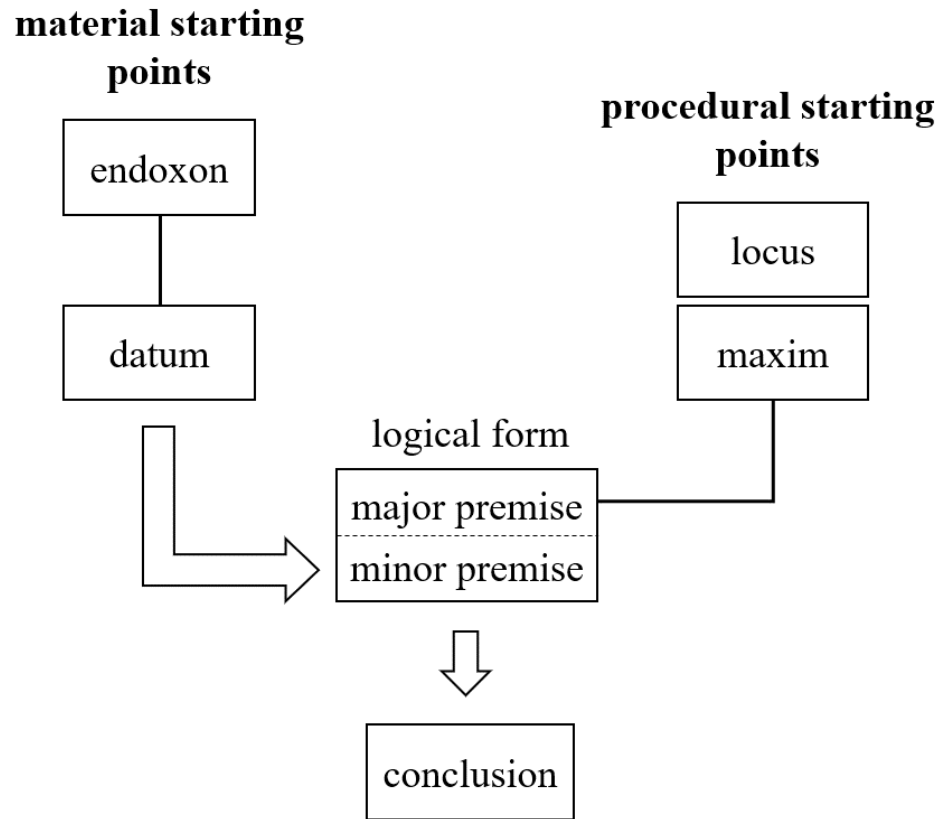 material starting
points
endoxon
datum
procedural starting
points
locus
maxim
logical form
major premise
minor premise
conclusion